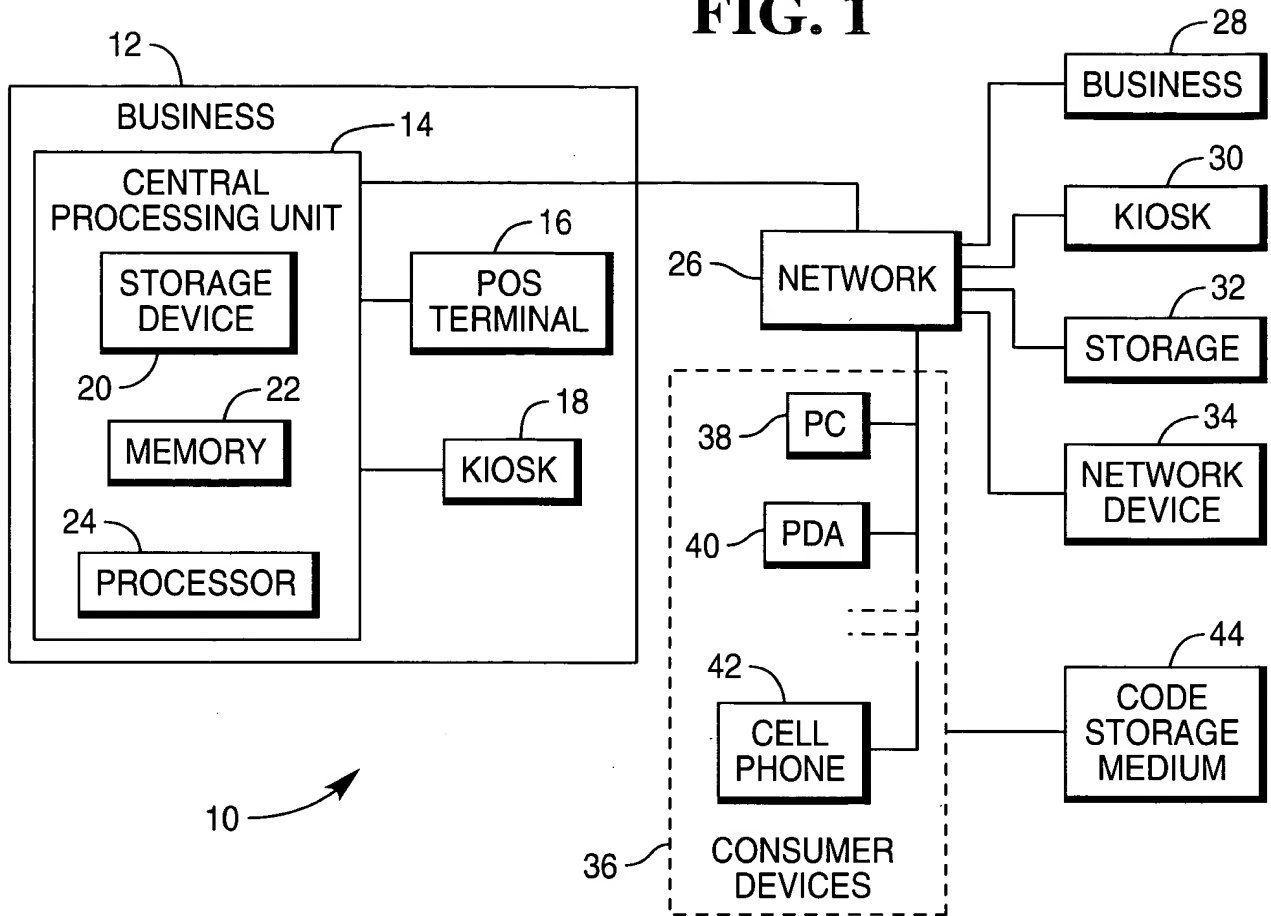 FIG. 1
12
BUSINESS
14
CENTRAL
PROCESSING UNIT
STORAGE
DEVICE
20
22
MEMORY
24
PROCESSOR
16
POS
TERMINAL
18
KIOSK
26
NETWORK
28
BUSINESS
30
KIOSK
32
STORAGE
34
NETWORK
DEVICE
38
PC
40
PDA
42
CELL
PHONE
36
CONSUMER
DEVICES
44
CODE
STORAGE
MEDIUM
10